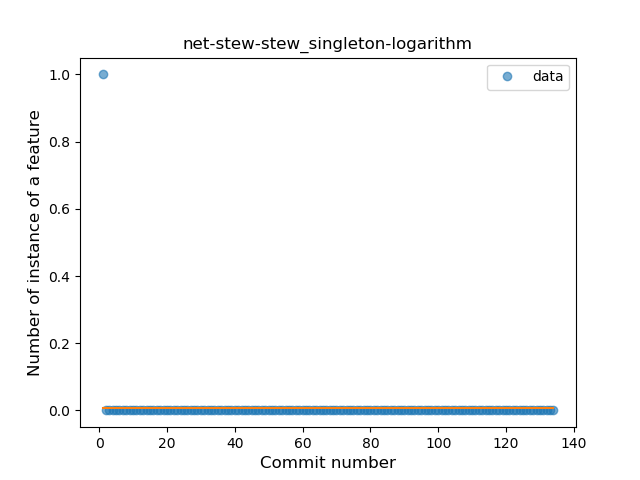 net-stew-stew_singleton-logarithm
data
Number of instance of a feature
1.0
0.8
0.6
0.4
0.2
0.0
0 20 40 60 80 100 120 140
Commit number